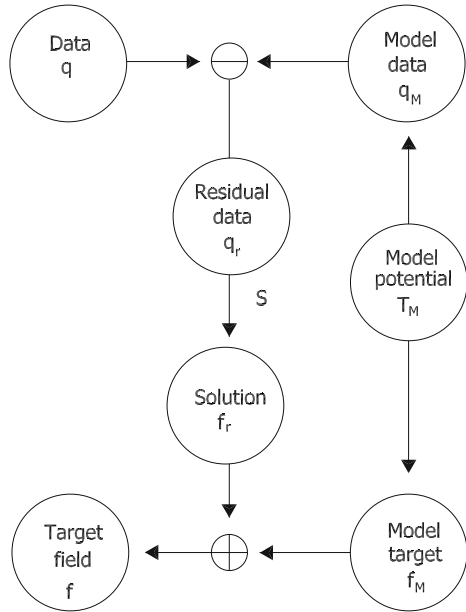 Data
q
Model
data
q_M
Residual
data
q_r
Model
potential
T_M
S
Solution
f_r
Target
field
f
Model
target
f_M